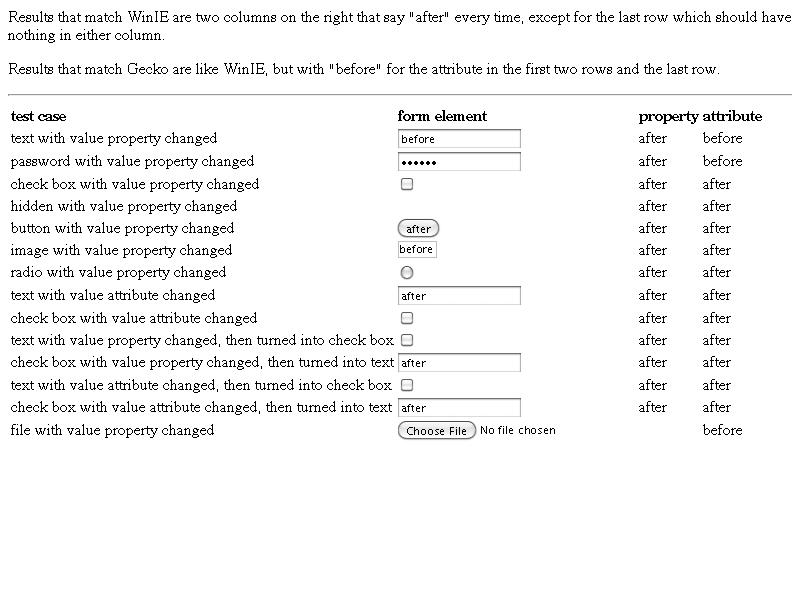 Results that match WinIE are two columns on the right that say "after" every time, except for the last row which should have
nothing in either column.
Results that match Gecko are like WinIE, but with "before" for the attribute in the first two rows and the last row.
test case form element property attribute
text with value property changed before after before
password with value property changed •••••• after before
check box with value property changed after after
hidden with value property changed after after
button with value property changed after after after
image with value property changed before after after
radio with value property changed after after
text with value attribute changed after after after
check box with value attribute changed after after
text with value property changed, then turned into check box after after
check box with value property changed, then turned into text after after after
text with value attribute changed, then turned into check box after after
check box with value attribute changed, then turned into text after after after
file with value property changed Choose File No file chosen before